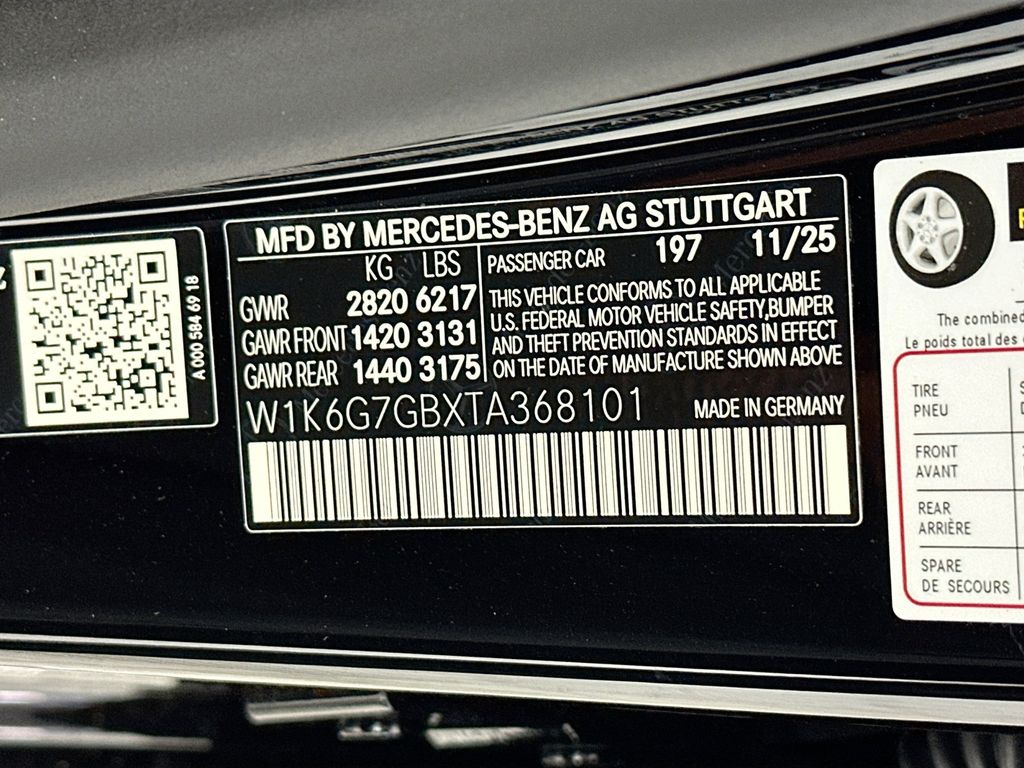 A 000 584 69 18
MFD BY MERCEDES-BENZ AG STUTTGART
KG LBS
GVWR 2820 6217
GAWR FRONT 1420 3131
GAWR REAR 1440 3175
PASSENGER CAR 197 11/25
THIS VEHICLE CONFORMS TO ALL APPLICABLE
U.S. FEDERAL MOTOR VEHICLE SAFETY,BUMPER
AND THEFT PREVENTION STANDARDS IN EFFECT
ON THE DATE OF MANUFACTURE SHOWN ABOVE
W1K6G7GBXTA368101 MADE IN GERMANY
The combined
Le poids total des
TIRE
PNEU
FRONT
AVANT
REAR
ARRIÈRE
SPARE
DE SECOURS